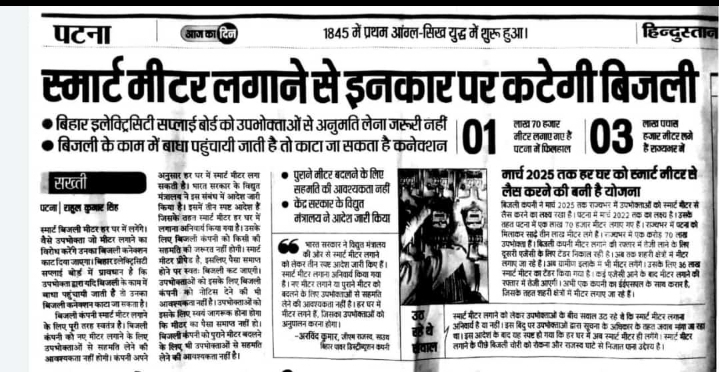 पटना
आज का दिन
1845 में प्रथम आंग्ल-सिख युद्ध में शुरू हुआ।
हिन्दुस्तान
स्मार्ट मीटर लगाने से इनकार पर कटेगी बिजली
● बिहार इलेक्ट्रिसिटी सप्लाई बोर्ड को उपभोक्ताओं से अनुमति लेना जरूरी नहीं
● बिजली के काम में बाधा पहुंचायी जाती है तो काटा जा सकता है कनेक्शन
01
लाख 70 हजार
मीटर लगाए गए हैं
पटना में फिलहाल
03
लाख पचास
हजार मीटर लगे
हैं राज्यभर में
सख्ती
पटना | राहुल कुमार सिंह
स्मार्ट बिजली मीटर हर घर में लगेंगे।
वैसे उपभोक्ता जो मीटर लगाने का
विरोध करेंगे उनका बिजली कनेक्शन
काट दिया जाएगा। बिहार इलेक्ट्रिसिटी
सप्लाई बोर्ड में प्रावधान है कि
उपभोक्ता द्वारा यदि बिजली के काम में
बाधा पहुंचायी जाती है तो उनका
बिजली कनेक्शन काटा जा सकता है।
बिजली कंपनी स्मार्ट मीटर लगाने
के लिए पूरी तरह स्वतंत्र है। बिजली
कंपनी को नए मीटर लगाने के लिए
उपभोक्ताओं से सहमति लेने की
आवश्यकता नहीं होगी। कंपनी अपने
अनुसार हर घर में स्मार्ट मीटर लगा
सकती है। भारत सरकार के विद्युत
मंत्रालय ने इस संबंध में आदेश जारी
किया है। इसमें तीन स्पष्ट आदेश हैं
जिसके तहत स्मार्ट मीटर हर घर में
लगाना अनिवार्य किया गया है। उसके
लिए बिजली कंपनी को किसी की
सहमति की जरूरत नहीं होगी। स्मार्ट
मीटर प्रीपेड है, इसलिए पैसा समाप्त
होने पर स्वतः बिजली कट जाएगी।
उपभोक्ताओं को इसके लिए बिजली
कंपनी को नोटिस देने की भी
आवश्यकता नहीं है। उपभोक्ताओं को
इसके लिए स्वयं जागरूक होना होगा
कि मीटर का पैसा समाप्त नहीं हो।
बिजली कंपनी को पुराने मीटर बदलने
के लिए भी उपभोक्ताओं से सहमति
लेने की आवश्यकता नहीं है।
● पुराने मीटर बदलने के लिए
सहमति की आवश्यकता नहीं
● केंद्र सरकार के विद्युत
मंत्रालय ने आदेश जारी किया
भारत सरकार ने विद्युत मंत्रालय
की ओर से स्मार्ट मीटर लगाने
को लेकर तीन स्पष्ट आदेश जारी किए हैं।
स्मार्ट मीटर लगाना अनिवार्य किया गया
है। नए मीटर लगाने या पुराने मीटर को
बदलने के लिए उपभोक्ताओं से सहमति
लेने की आवश्यकता नहीं है। हर घर में
मीटर लगने हैं, जिसका उपभोक्ताओं को
अनुपालन करना होगा।
-अरविंद कुमार, जीएम राजस्व, साउथ
बिहार पावर डिस्ट्रीब्यूशन कंपनी
मार्च 2025 तक हर घर को स्मार्ट मीटर से
लैस करने की बनी है योजना
बिजली कंपनी ने मार्च 2025 तक राज्यभर में उपभोक्ताओं को स्मार्ट मीटर से
लैस करने का लक्ष्य रखा है। पटना में मार्च 2022 तक का लक्ष्य है। उसके
तहत पटना में एक लाख 70 हजार मीटर लगाए गए हैं। राज्यभर में पटना को
मिलाकर साढ़े तीन लाख मीटर लगे हैं। राज्यभर में एक करोड़ 70 लाख
उपभोक्ता हैं। बिजली कंपनी मीटर लगाने की रफ्तार में तेजी लाने के लिए
दूसरी एजेंसी के लिए टेंडर निकाल रही है। अब तक शहरी क्षेत्र में मीटर
लगाए जा रहे हैं। अब ग्रामीण इलाके में भी मीटर लगेंगे। उसके लिए 36 लाख
स्मार्ट मीटर का टेंडर किया गया है। कई एजेंसी आने के बाद मीटर लगने की
रफ्तार में तेजी आएगी। अभी एक कंपनी का ईईएसएल के साथ करार है,
जिसके तहत शहरी क्षेत्रों में मीटर लगाए जा रहे हैं।
उठ
रहे थे
सवाल
स्मार्ट मीटर लगाने को लेकर उपभोक्ताओं के बीच सवाल उठ रहे थे कि स्मार्ट मीटर लगाना
अनिवार्य है या नहीं। इस बिंदु पर उपभोक्ताओं द्वारा सूचना के अधिकार के तहत जवाब मांगा जा रहा
था। इस आदेश के बाद यह स्पष्ट हो गया कि हर घर में अब स्मार्ट मीटर ही लगेंगे। स्मार्ट मीटर
लगाने के पीछे बिजली चोरी को रोकना और राजस्व घाटे से निजात पाना उद्देश्य है।